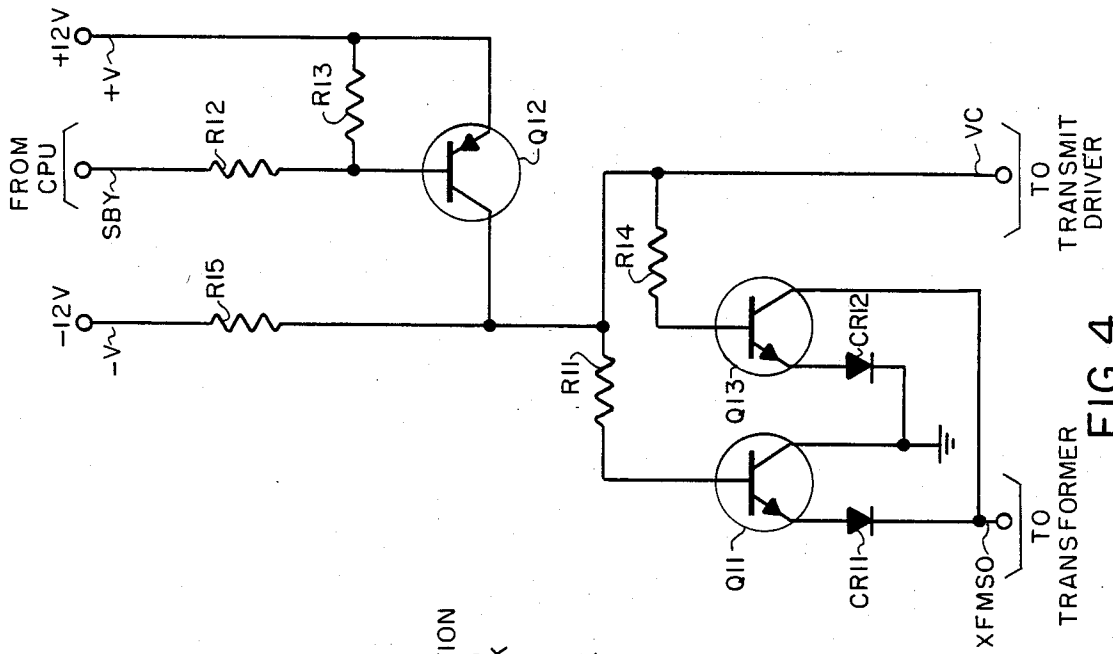 FROM
CPU
-12V
+12V
-V
SBY
+V
R15
R12
R13
Q12
R11
R14
Q11
Q13
CR11
CR12
XFMSO
VC
TO
TRANSFORMER
TO
TRANSMIT
DRIVER
FIG 4
TION
K